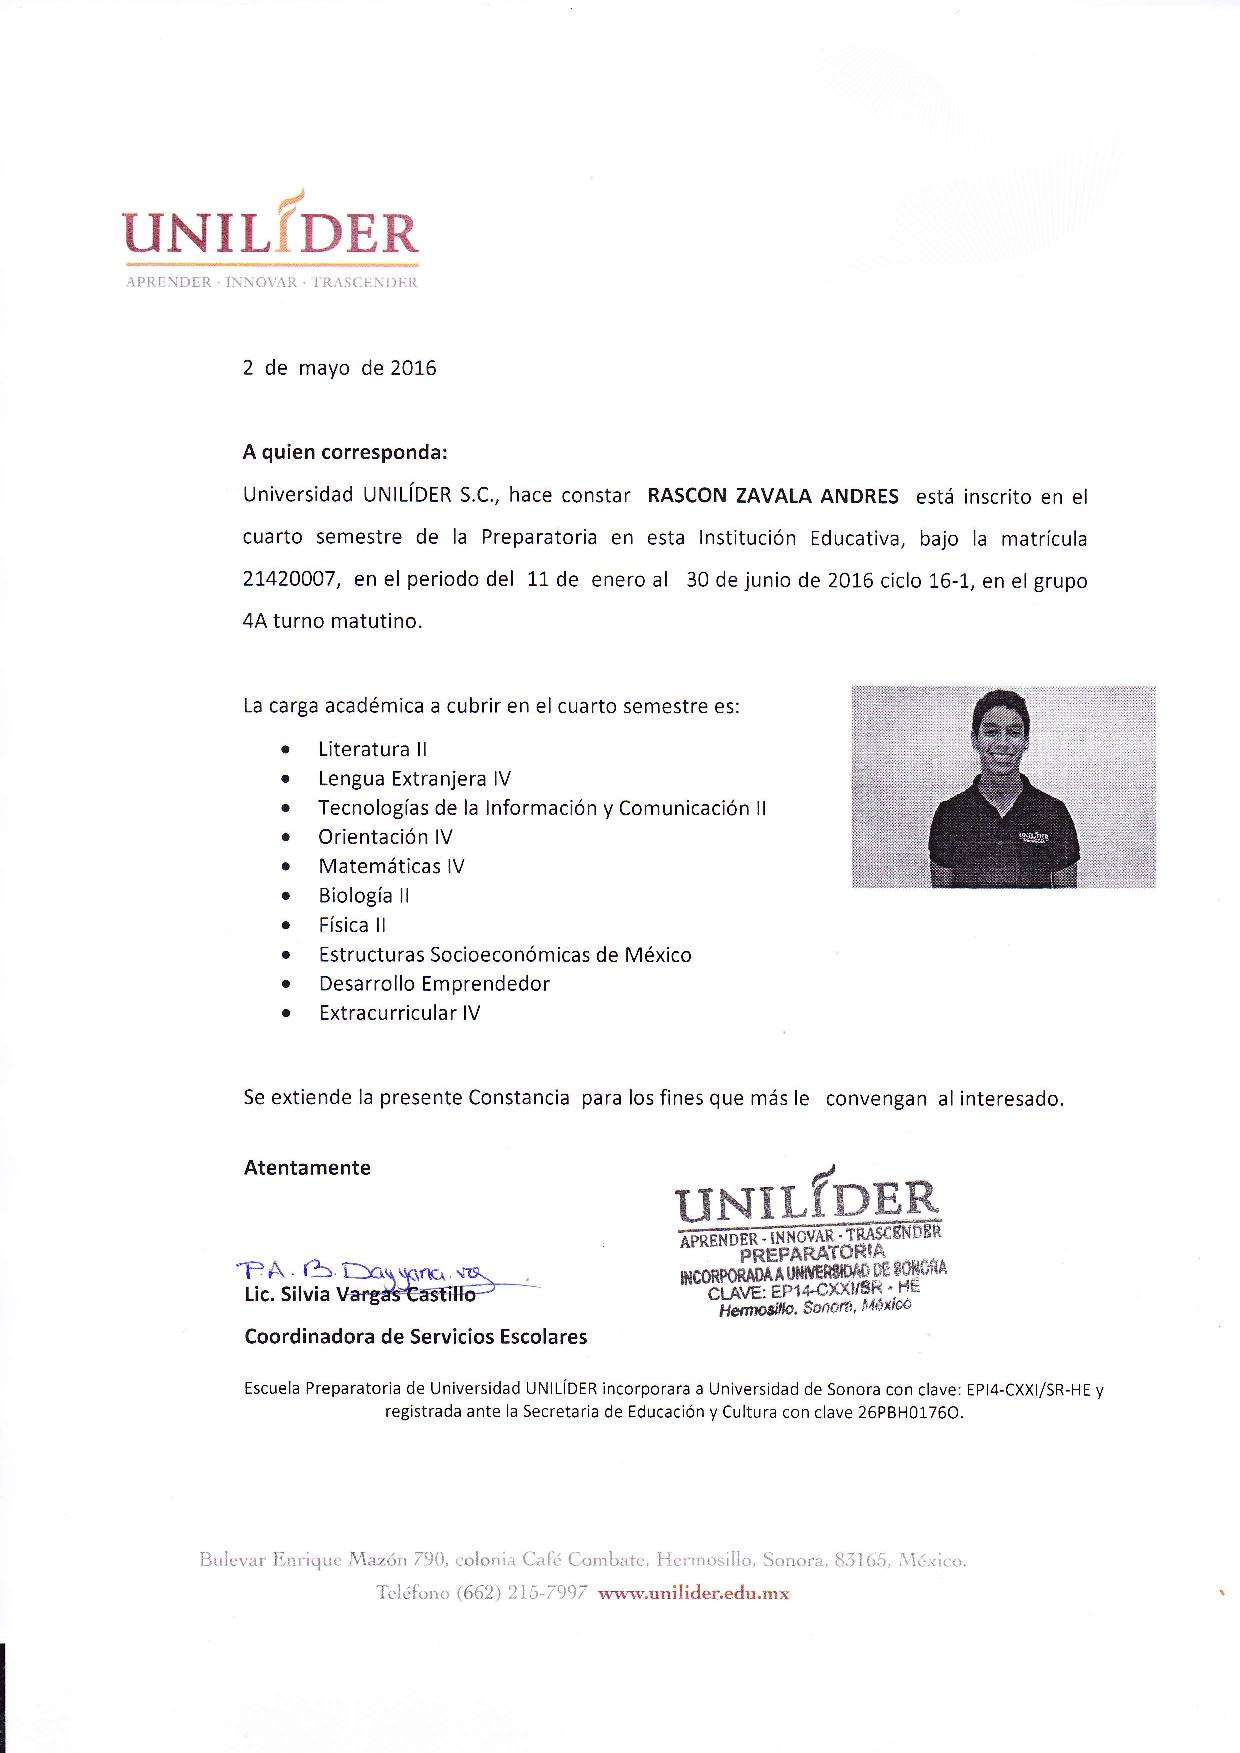 UNILÍDER
APRENDER · INNOVAR · TRASCENDER
2 de mayo de 2016
A quien corresponda:
Universidad UNILÍDER S.C., hace constar RASCON ZAVALA ANDRES está inscrito en el
cuarto semestre de la Preparatoria en esta Institución Educativa, bajo la matrícula
21420007, en el periodo del 11 de enero al 30 de junio de 2016 ciclo 16-1, en el grupo
4A turno matutino.
La carga académica a cubrir en el cuarto semestre es:
• Literatura II
• Lengua Extranjera IV
• Tecnologías de la Información y Comunicación II
• Orientación IV
• Matemáticas IV
• Biología II
• Física II
• Estructuras Socioeconómicas de México
• Desarrollo Emprendedor
• Extracurricular IV
UNILÍDER
Se extiende la presente Constancia para los fines que más le convengan al interesado.
Atentamente
P.A. B. Dayyana
Lic. Silvia Vargas Castillo
Coordinadora de Servicios Escolares
UNILÍDER
APRENDER - INNOVAR - TRASCENDER
PREPARATORIA
INCORPORADA A UNIVERSIDAD DE SONORA
CLAVE: EP14-CXXI/SR - HE
Hermosillo, Sonora, México
Escuela Preparatoria de Universidad UNILÍDER incorporara a Universidad de Sonora con clave: EPI4-CXXI/SR-HE y
registrada ante la Secretaria de Educación y Cultura con clave 26PBH0176O.
Bulevar Enrique Mazón 790, colonia Café Combate, Hermosillo, Sonora, 83165, México.
Teléfono (662) 215-7997 www.unilider.edu.mx